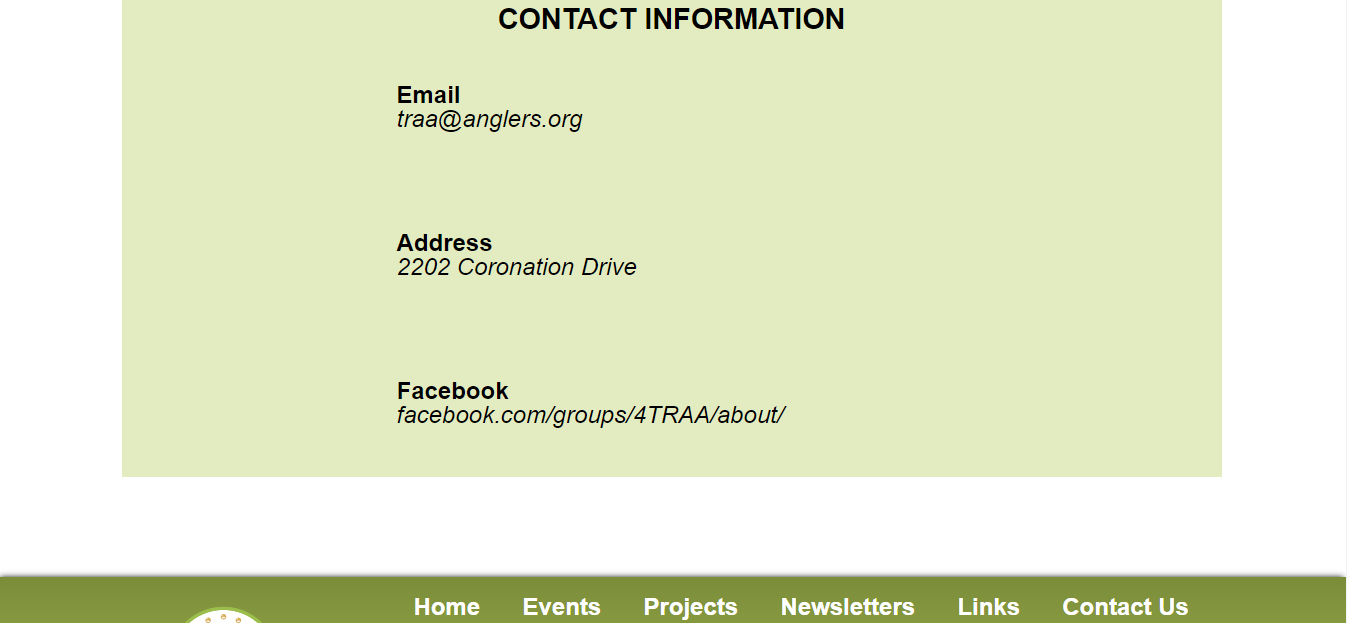 CONTACT INFORMATION
Email
traa@anglers.org
Address
2202 Coronation Drive
Facebook
facebook.com/groups/4TRAA/about/
Home Events Projects Newsletters Links Contact Us